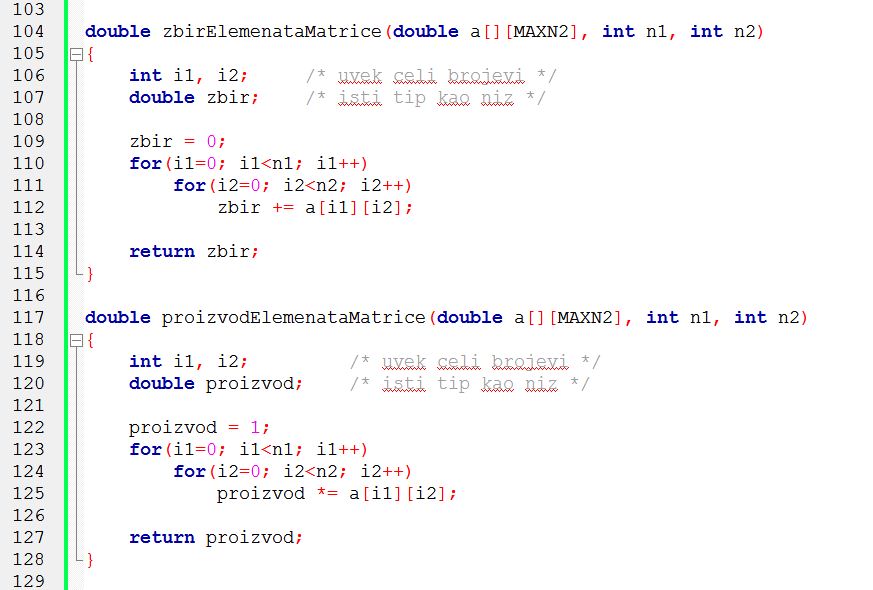 103
104 double zbirElemenataMatrice(double a[][MAXN2], int n1, int n2)
105 {
106 int i1, i2; /* uvek celi brojevi */
107 double zbir; /* isti tip kao niz */
108
109 zbir = 0;
110 for(i1=0; i1<n1; i1++)
111 for(i2=0; i2<n2; i2++)
112 zbir += a[i1][i2];
113
114 return zbir;
115 }
116
117 double proizvodElemenataMatrice(double a[][MAXN2], int n1, int n2)
118 {
119 int i1, i2; /* uvek celi brojevi */
120 double proizvod; /* isti tip kao niz */
121
122 proizvod = 1;
123 for(i1=0; i1<n1; i1++)
124 for(i2=0; i2<n2; i2++)
125 proizvod *= a[i1][i2];
126
127 return proizvod;
128 }
129